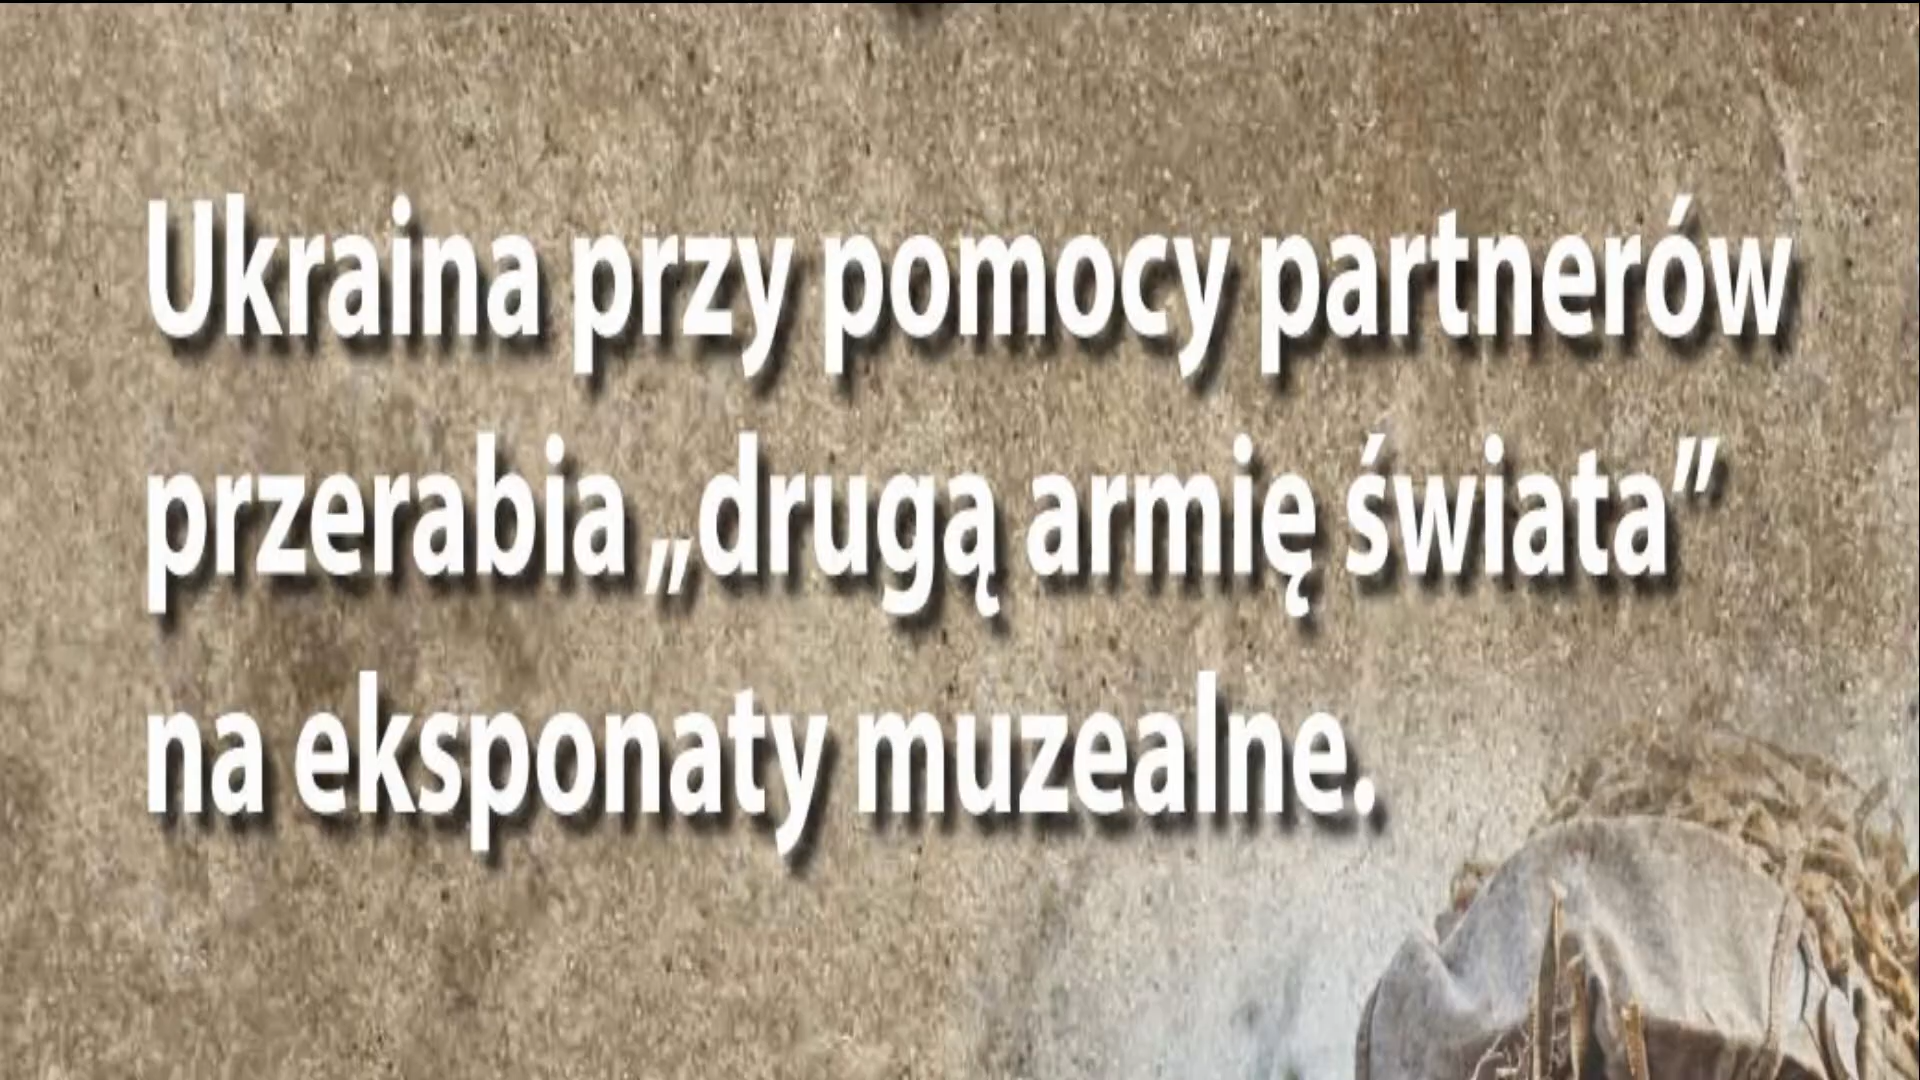 Ukraina przy pomocy partnerów
przerabia „drugą armię świata”
na eksponaty muzealne.